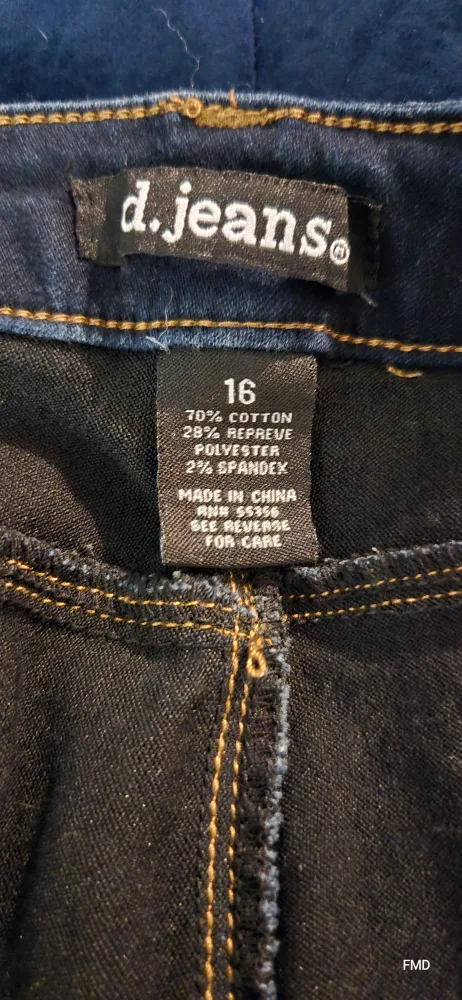 d.jeans®
16
70% COTTON
28% REPREVE
POLYESTER
2% SPANDEX
MADE IN CHINA
RN# 55356
SEE REVERSE
FOR CARE
FMD